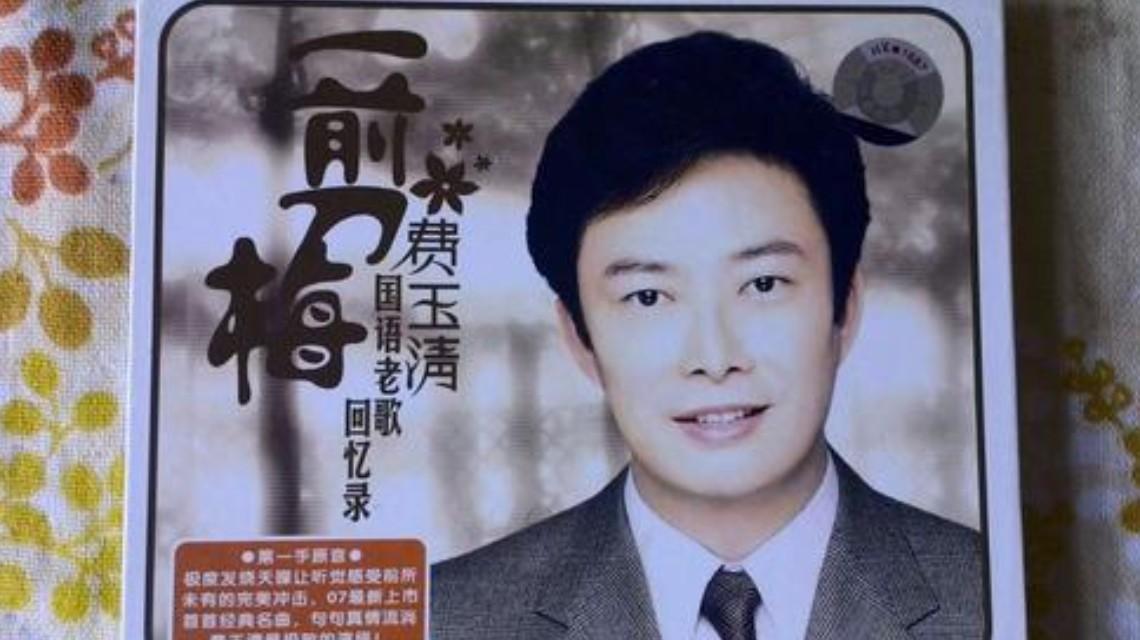 一剪梅
费玉清
国语老歌
回忆录
●第一手原音●
极度发烧天碟让听觉感受前所
未有的完美冲击，07最新上市
首首经典名曲，句句真情流淌